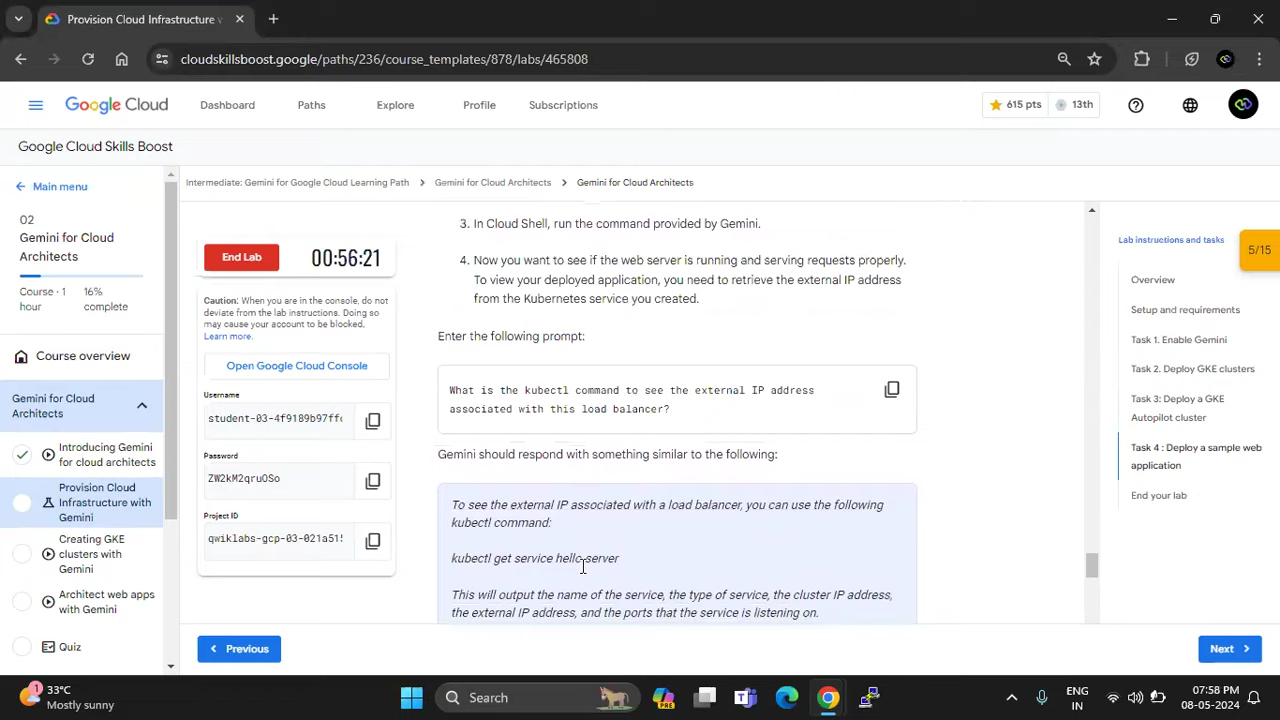 Provision Cloud Infrastructure w
cloudskillsboost.google/paths/236/course_templates/878/labs/465808
Google Cloud
Dashboard
Paths
Explore
Profile
Subscriptions
615 pts
13th
Google Cloud Skills Boost
Main menu
Intermediate: Gemini for Google Cloud Learning Path
Gemini for Cloud Architects
Gemini for Cloud Architects
02
Gemini for Cloud
Architects
Course · 1
hour
16%
complete
Course overview
Gemini for Cloud
Architects
Introducing Gemini
for cloud architects
Provision Cloud
Infrastructure with
Gemini
Creating GKE
clusters with
Gemini
Architect web apps
with Gemini
Quiz
End Lab
00:56:21
Caution: When you are in the console, do not
deviate from the lab instructions. Doing so
may cause your account to be blocked.
Learn more.
Open Google Cloud Console
Username
student-03-4f9189b97ffc
Password
ZW2kM2qruOSo
Project ID
qwiklabs-gcp-03-021a515
3. In Cloud Shell, run the command provided by Gemini.
4. Now you want to see if the web server is running and serving requests properly.
To view your deployed application, you need to retrieve the external IP address
from the Kubernetes service you created.
Enter the following prompt:
What is the kubectl command to see the external IP address
associated with this load balancer?
Gemini should respond with something similar to the following:
To see the external IP associated with a load balancer, you can use the following
kubectl command:
kubectl get service hello-server
This will output the name of the service, the type of service, the cluster IP address,
the external IP address, and the ports that the service is listening on.
Lab instructions and tasks
5/15
Overview
Setup and requirements
Task 1. Enable Gemini
Task 2. Deploy GKE clusters
Task 3: Deploy a GKE
Autopilot cluster
Task 4 : Deploy a sample web
application
End your lab
Previous
Next
1
33°C
Mostly sunny
Search
PRE
ENG
IN
07:58 PM
08-05-2024